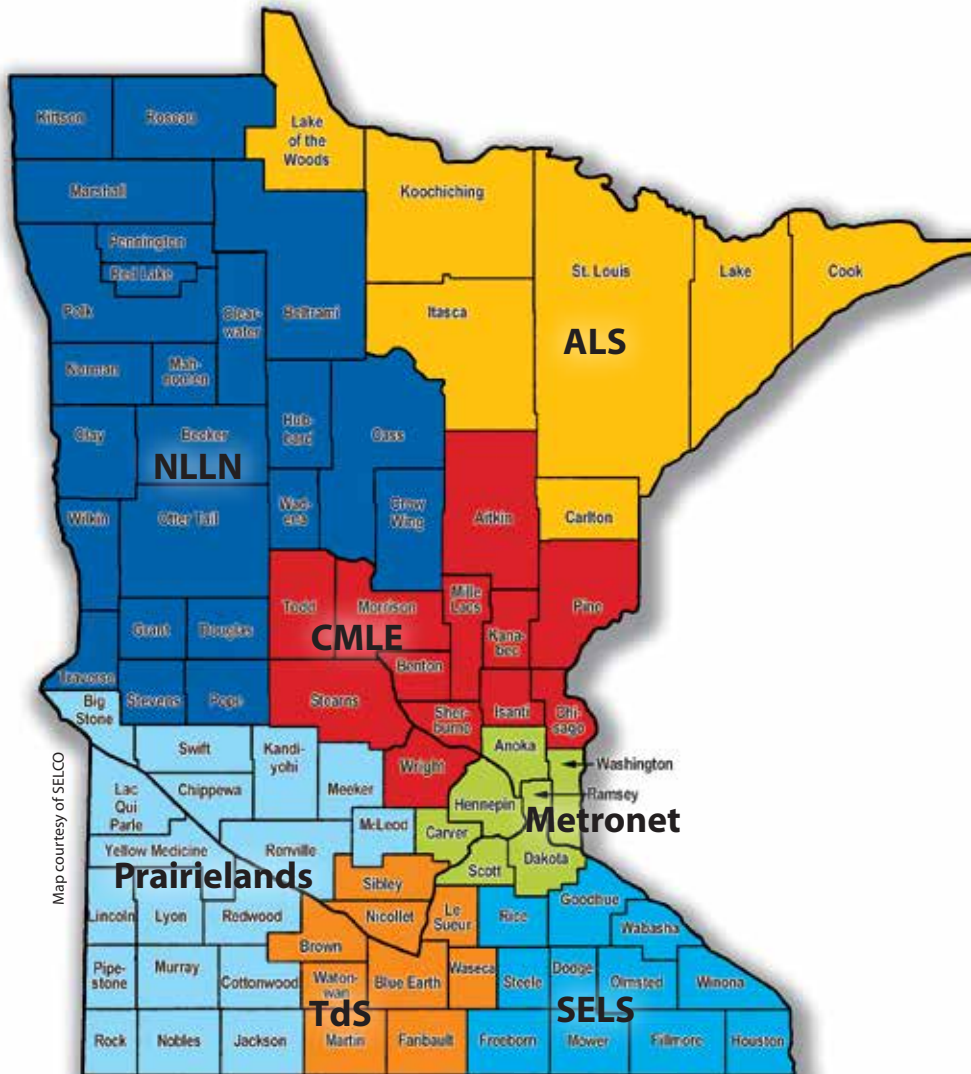 Kittson
Roseau
Lake
of the
Woods
Marshall
Koochiching
Pennington
Red Lake
St. Louis
Lake
Cook
Polk
Clear-
water
Beltrami
Itasca
ALS
Norman
Mah-
nomen
Clay
Becker
Hub-
bard
Cass
NLLN
Wilkin
Otter Tail
Wad-
ena
Crow
Wing
Aitkin
Carlton
Grant
Douglas
Todd
Morrison
Mille
Lacs
Kana-
bec
Pine
CMLE
Benton
Traverse
Stevens
Pope
Stearns
Sher-
burne
Isanti
Chi-
sago
Big
Stone
Swift
Kandi-
yohi
Meeker
Wright
Anoka
Washington
Ramsey
Lac
Qui
Parle
Chippewa
Hennepin
Metronet
McLeod
Carver
Scott
Dakota
Yellow Medicine
Renville
Prairielands
Sibley
Lincoln
Lyon
Redwood
Nicollet
Le
Sueur
Rice
Goodhue
Wabasha
Brown
Pipe-
stone
Murray
Cottonwood
Waton-
wan
Blue Earth
Waseca
Steele
Dodge
Olmsted
Winona
TdS
SELS
Rock
Nobles
Jackson
Martin
Faribault
Freeborn
Mower
Fillmore
Houston
Map courtesy of SELCO